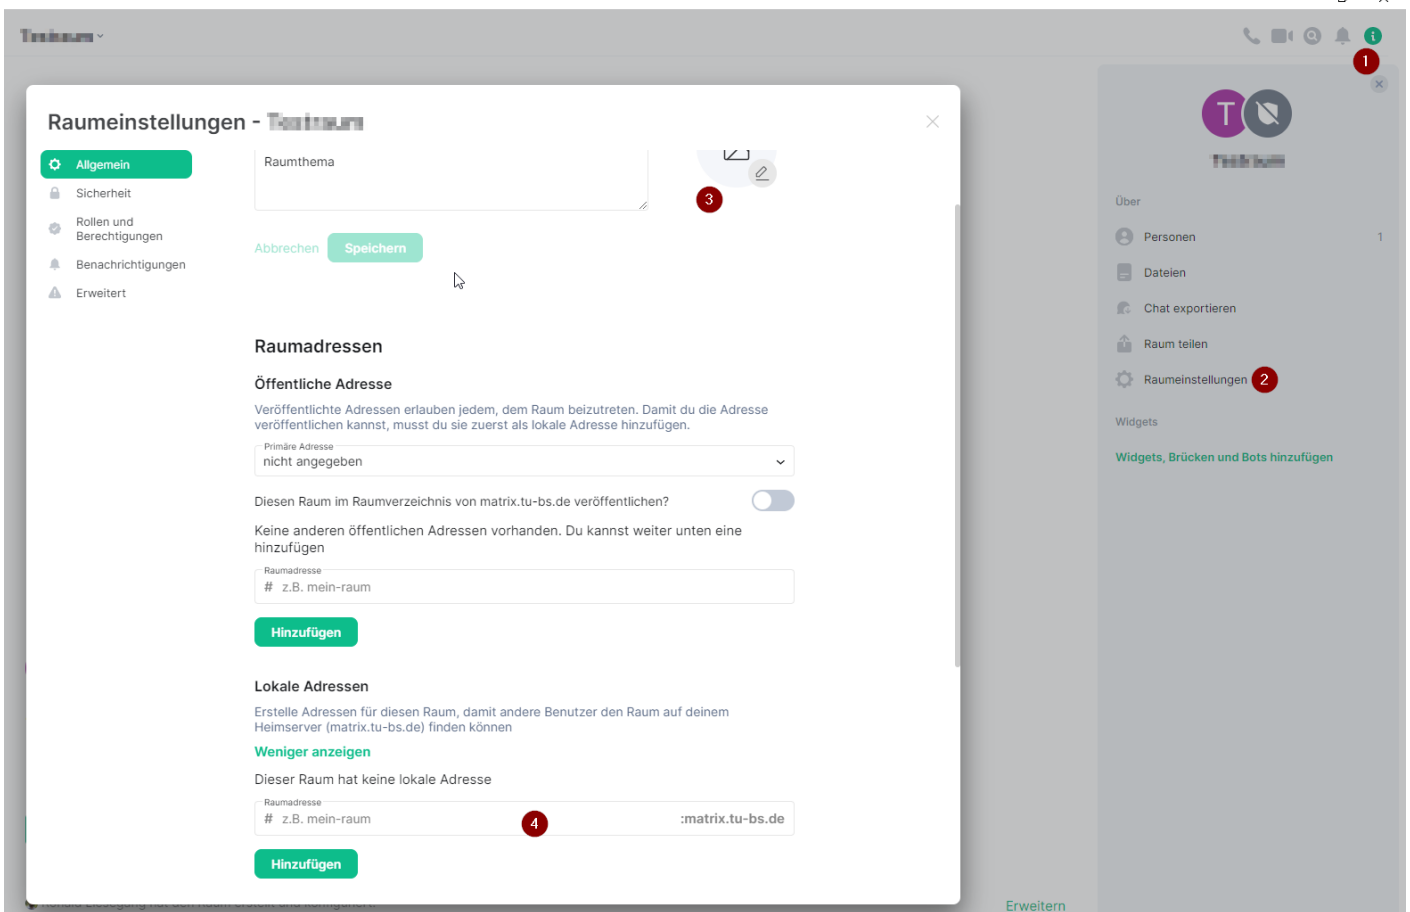 1
Raumeinstellungen -
Allgemein
Sicherheit
Rollen und
Berechtigungen
Benachrichtigungen
Erweitert
Raumthema
3
Abbrechen
Speichern
Raumadressen
Öffentliche Adresse
Veröffentlichte Adressen erlauben jedem, dem Raum beizutreten. Damit du die Adresse
veröffentlichen kannst, musst du sie zuerst als lokale Adresse hinzufügen.
Primäre Adresse
nicht angegeben
Diesen Raum im Raumverzeichnis von matrix.tu-bs.de veröffentlichen?
Keine anderen öffentlichen Adressen vorhanden. Du kannst weiter unten eine
hinzufügen
Raumadresse
# z.B. mein-raum
Hinzufügen
Lokale Adressen
Erstelle Adressen für diesen Raum, damit andere Benutzer den Raum auf deinem
Heimserver (matrix.tu-bs.de) finden können
Weniger anzeigen
Dieser Raum hat keine lokale Adresse
Raumadresse
# z.B. mein-raum 4 :matrix.tu-bs.de
Hinzufügen
T
Über
Personen 1
Dateien
Chat exportieren
Raum teilen
Raumeinstellungen 2
Widgets
Widgets, Brücken und Bots hinzufügen
Erweitern